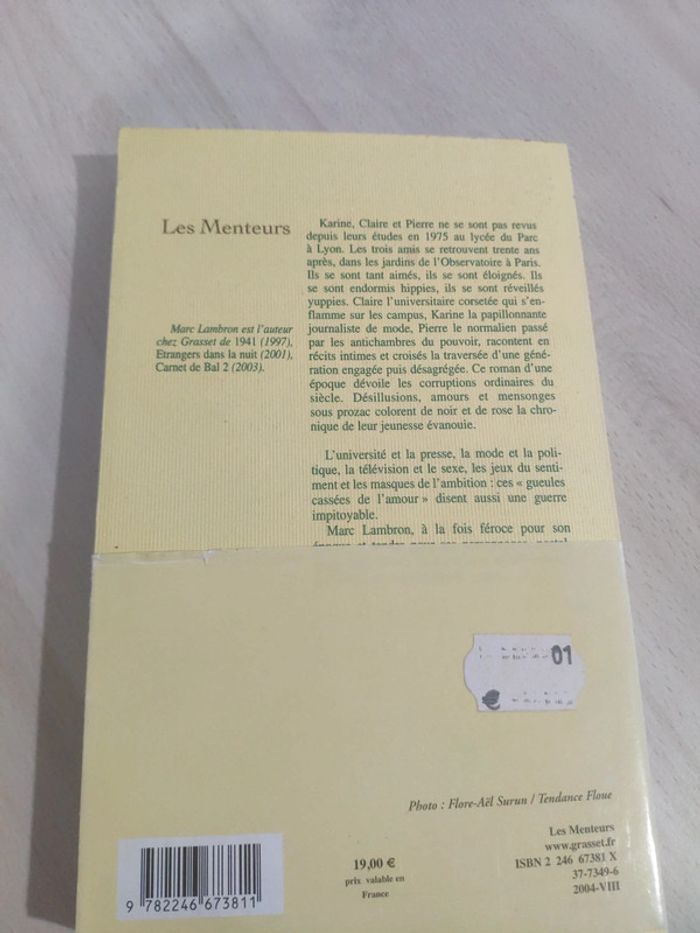 Les Menteurs
Marc Lambron est l'auteur
chez Grasset de 1941 (1997),
Etrangers dans la nuit (2001),
Carnet de Bal 2 (2003).
Karine, Claire et Pierre ne se sont pas revus
depuis leurs études en 1975 au lycée du Parc
à Lyon. Les trois amis se retrouvent trente ans
après, dans les jardins de l'Observatoire à Paris.
Ils se sont tant aimés, ils se sont éloignés. Ils
se sont endormis hippies, ils se sont réveillés
yuppies. Claire l'universitaire corsetée qui s'en-
flamme sur les campus, Karine la papillonnante
journaliste de mode, Pierre le normalien passé
par les antichambres du pouvoir, racontent en
récits intimes et croisés la traversée d'une géné-
ration engagée puis désagrégée. Ce roman d'une
époque dévoile les corruptions ordinaires du
siècle. Désillusions, amours et mensonges
sous prozac colorent de noir et de rose la chro-
nique de leur jeunesse évanouie.
L'université et la presse, la mode et la poli-
tique, la télévision et le sexe, les jeux du senti-
ment et les masques de l'ambition : ces « gueules
cassées de l'amour » disent aussi une guerre
impitoyable.
Marc Lambron, à la fois féroce pour son
01
€
Photo : Flore-Aël Surun / Tendance Floue
Les Menteurs
www.grasset.fr
ISBN 2 246 67381 X
37-7349-6
2004-VIII
19,00 €
prix valable en
France
9 782246 673811